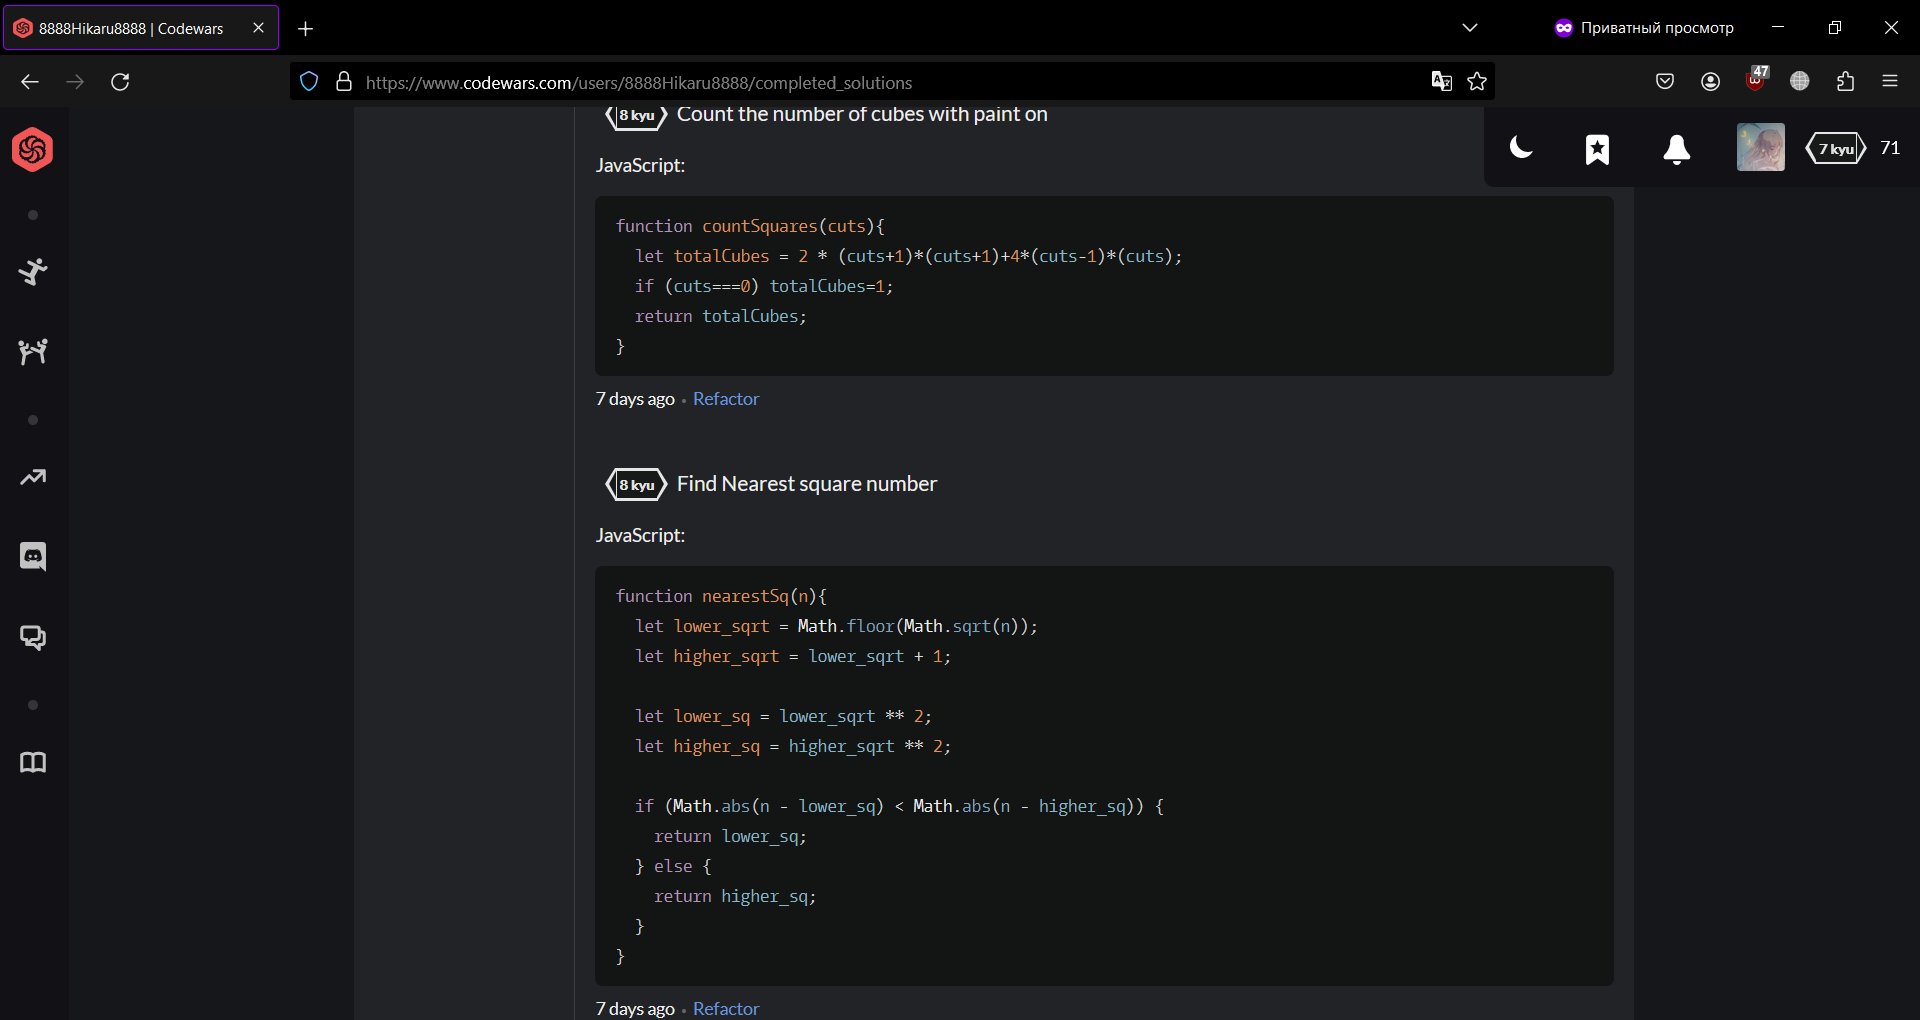 8888Hikaru8888 | Codewars
Приватный просмотр
https://www.codewars.com/users/8888Hikaru8888/completed_solutions
47
8 kyu Count the number of cubes with paint on
7 kyu 71
JavaScript:
function countSquares(cuts){
  let totalCubes = 2 * (cuts+1)*(cuts+1)+4*(cuts-1)*(cuts);
  if (cuts===0) totalCubes=1;
  return totalCubes;
}
7 days ago • Refactor
8 kyu Find Nearest square number
JavaScript:
function nearestSq(n){
  let lower_sqrt = Math.floor(Math.sqrt(n));
  let higher_sqrt = lower_sqrt + 1;
  let lower_sq = lower_sqrt ** 2;
  let higher_sq = higher_sqrt ** 2;
  if (Math.abs(n - lower_sq) < Math.abs(n - higher_sq)) {
    return lower_sq;
  } else {
    return higher_sq;
  }
}
7 days ago • Refactor